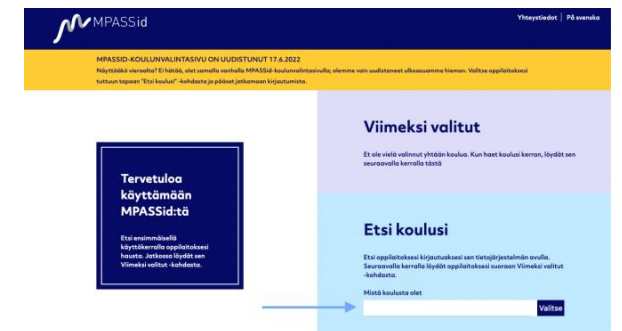 MPASSid
Yhteystiedot | På svenska
MPASSID-KOULUNVALINTASIVU ON UUDISTUNUT 17.6.2022
Näyttääkö vieraalta? Ei hätää, olet samalla vanhalla MPASSid-koulunvalintasivulla; olemme vain uudistaneet ulkoasuamme hieman. Valitse oppilaitoksesi
tuttuun tapaan "Etsi koulusi" -kohdasta ja pääset jatkamaan kirjautumista.
Tervetuloa
käyttämään
MPASSid:tä
Etsi ensimmäisellä
käyttökerralla oppilaitoksesi
hausta. Jatkossa löydät sen
Viimeksi valitut -kohdasta.
Viimeksi valitut
Et ole vielä valinnut yhtään koulua. Kun haet koulusi kerran, löydät sen
seuraavalla kerralla tästä
Etsi koulusi
Etsi oppilaitoksesi kirjautuaksesi sen tietojärjestelmän avulla.
Seuraavalla kerralla löydät oppilaitoksesi suoraan Viimeksi valitut
-kohdasta.
Mistä koulusta olet
Valitse